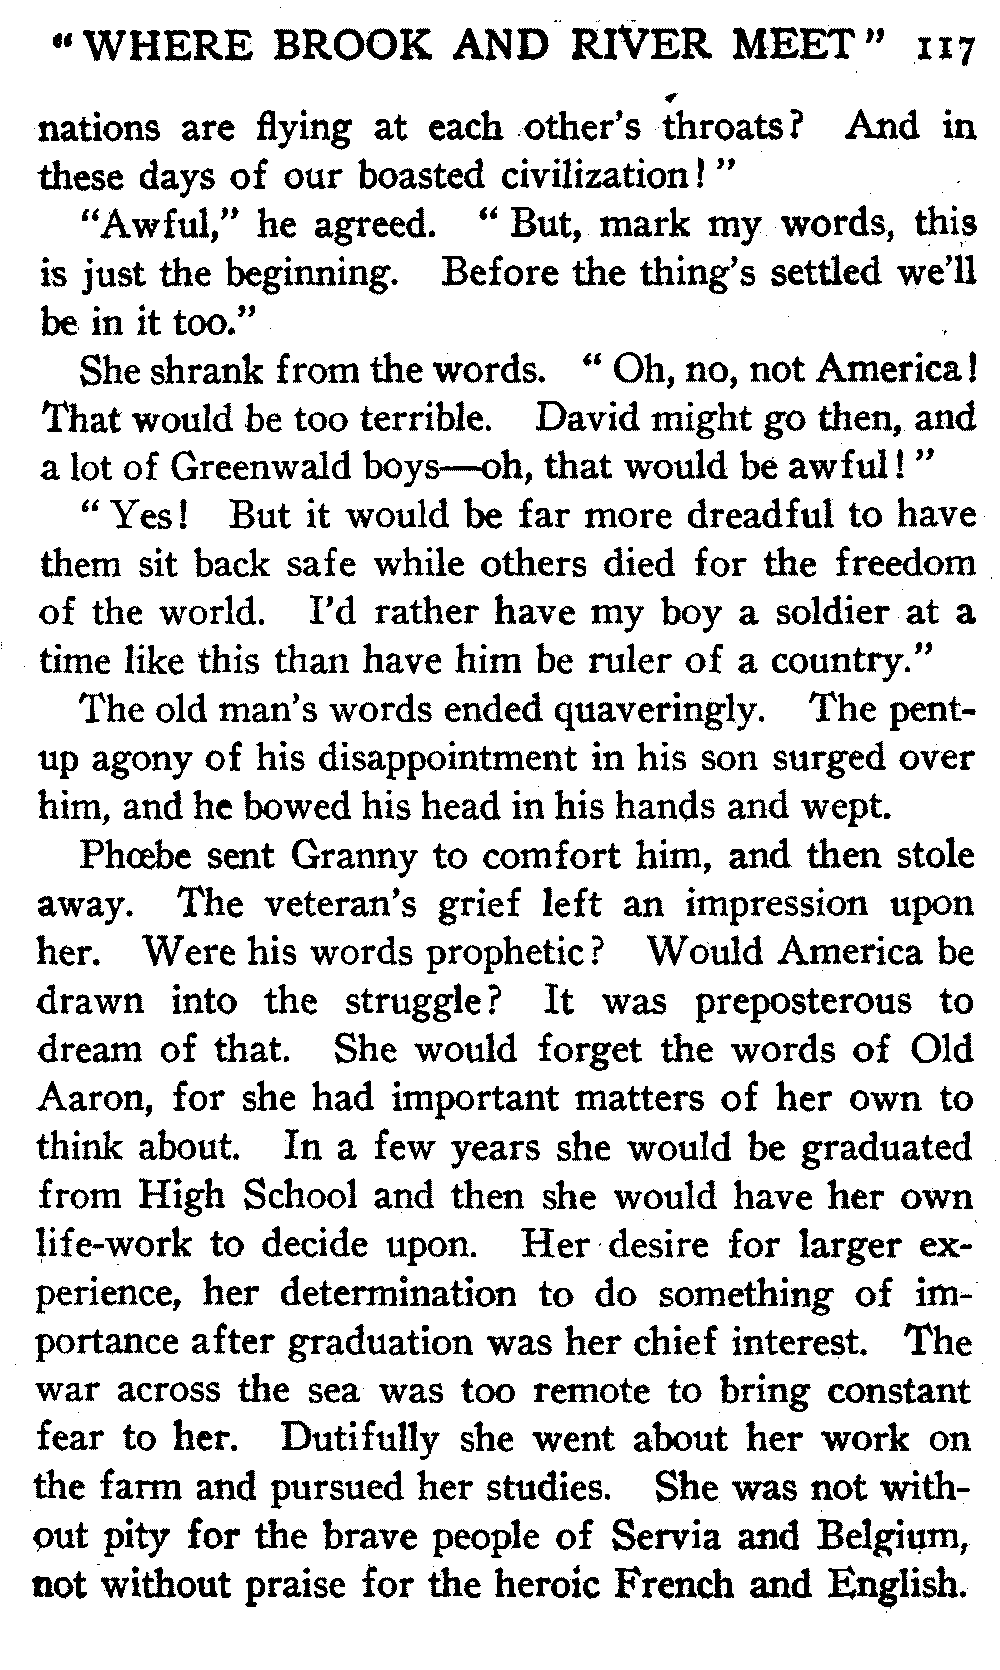 "WHERE BROOK AND RIVER MEET" 117
nations are flying at each other's throats? And in
these days of our boasted civilization!"
"Awful," he agreed. "But, mark my words, this
is just the beginning. Before the thing's settled we'll
be in it too."
She shrank from the words. "Oh, no, not America!
That would be too terrible. David might go then, and
a lot of Greenwald boys—oh, that would be awful!"
"Yes! But it would be far more dreadful to have
them sit back safe while others died for the freedom
of the world. I'd rather have my boy a soldier at a
time like this than have him be ruler of a country."
The old man's words ended quaveringly. The pent-
up agony of his disappointment in his son surged over
him, and he bowed his head in his hands and wept.
Phœbe sent Granny to comfort him, and then stole
away. The veteran's grief left an impression upon
her. Were his words prophetic? Would America be
drawn into the struggle? It was preposterous to
dream of that. She would forget the words of Old
Aaron, for she had important matters of her own to
think about. In a few years she would be graduated
from High School and then she would have her own
life-work to decide upon. Her desire for larger ex-
perience, her determination to do something of im-
portance after graduation was her chief interest. The
war across the sea was too remote to bring constant
fear to her. Dutifully she went about her work on
the farm and pursued her studies. She was not with-
out pity for the brave people of Servia and Belgium,
not without praise for the heroic French and English.